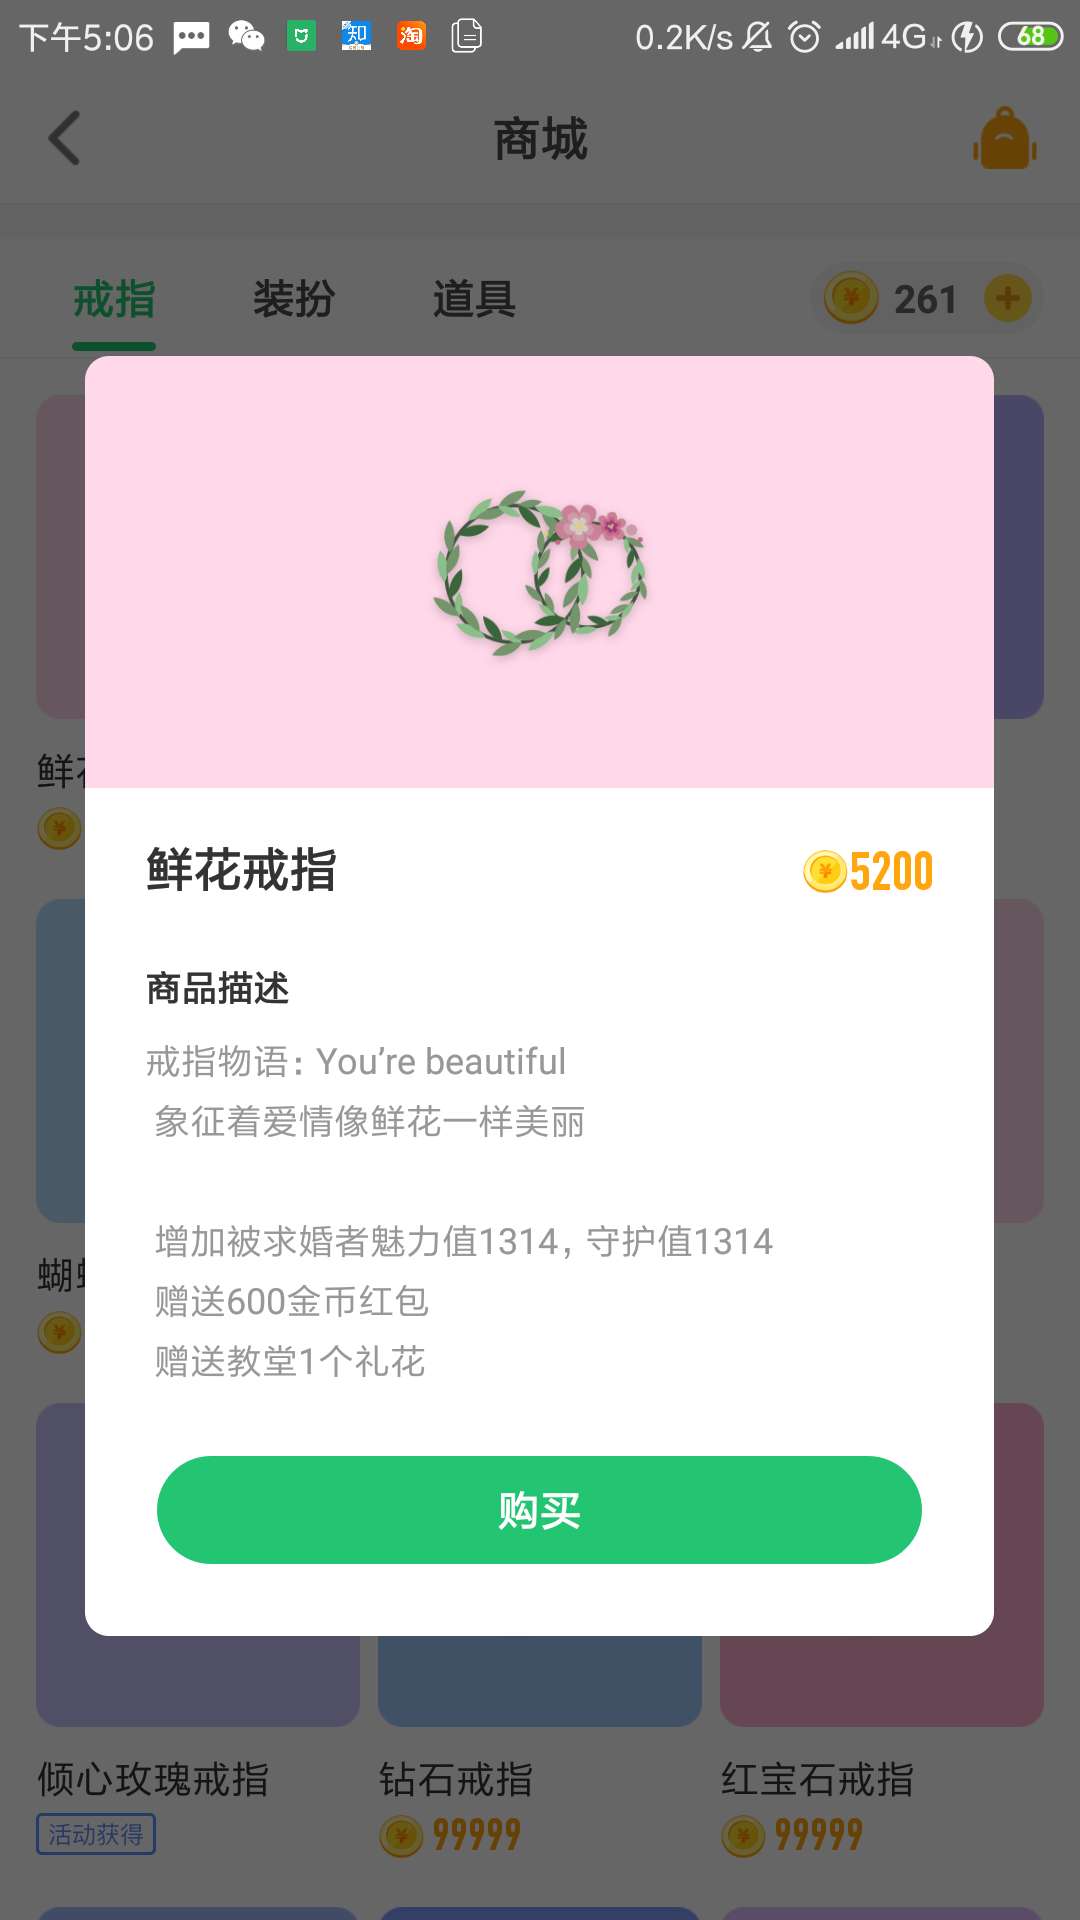 下午5:06 知 淘 0.2K/s 4G 68
商城
戒指 装扮 道具 261
鲜花戒指 5200
商品描述
戒指物语：You’re beautiful
象征着爱情像鲜花一样美丽
增加被求婚者魅力值1314，守护值1314
赠送600金币红包
赠送教堂1个礼花
购买
倾心玫瑰戒指 钻石戒指 红宝石戒指
活动获得 99999 99999